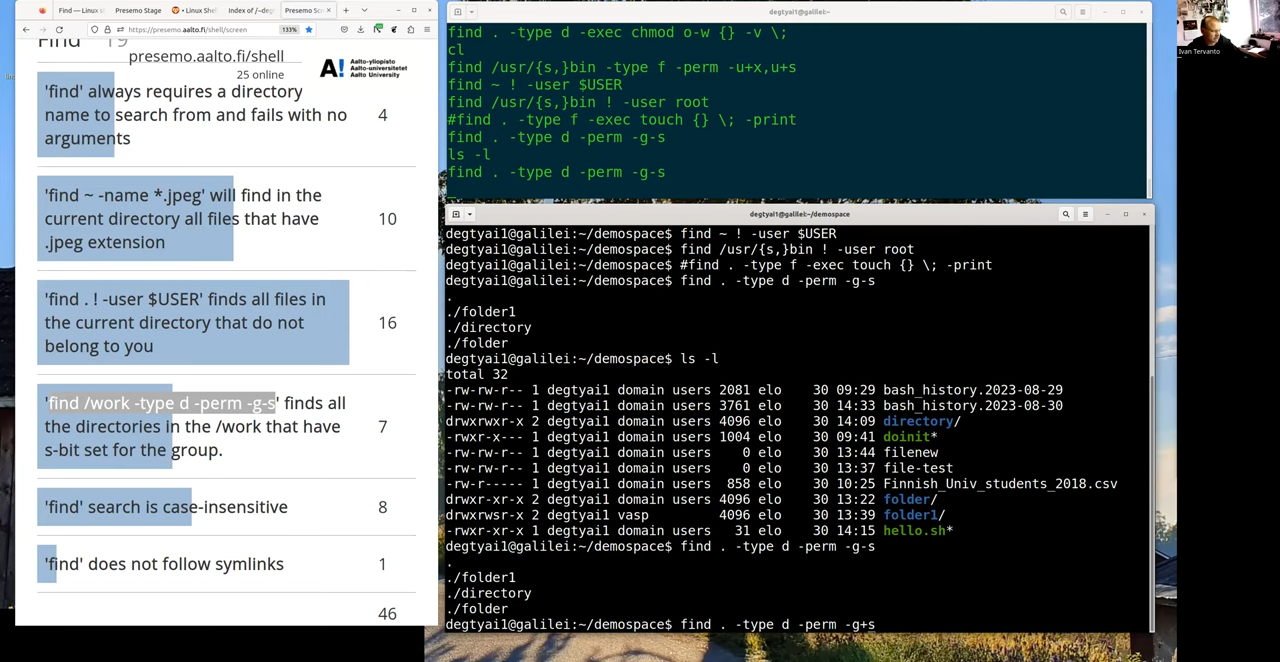 Find — Linux s
Presemo Stage
Linux Shel
Index of /~deg
Presemo Scr
https://presemo.aalto.fi/shell/screen
133%
Find 19
presemo.aalto.fi/shell
25 online
A!
Aalto-yliopisto
Aalto-universitetet
Aalto University
'find' always requires a directory
name to search from and fails with no
arguments
4
'find ~ -name *.jpeg' will find in the
current directory all files that have
.jpeg extension
10
'find . ! -user $USER' finds all files in
the current directory that do not
belong to you
16
'find /work -type d -perm -g-s' finds all
the directories in the /work that have
s-bit set for the group.
7
'find' search is case-insensitive
8
'find' does not follow symlinks
1
46
degtyai1@galilei:~
find . -type d -exec chmod o-w {} -v \;
cl
find /usr/{s,}bin -type f -perm -u+x,u+s
find ~ ! -user $USER
find /usr/{s,}bin ! -user root
#find . -type f -exec touch {} \; -print
find . -type d -perm -g-s
ls -l
find . -type d -perm -g-s
degtyai1@galilei:~/demospace
degtyai1@galilei:~/demospace$ find ~ ! -user $USER
degtyai1@galilei:~/demospace$ find /usr/{s,}bin ! -user root
degtyai1@galilei:~/demospace$ #find . -type f -exec touch {} \; -print
degtyai1@galilei:~/demospace$ find . -type d -perm -g-s
.
./folder1
./directory
./folder
degtyai1@galilei:~/demospace$ ls -l
total 32
-rw-rw-r-- 1 degtyai1 domain users 2081 elo    30 09:29 bash_history.2023-08-29
-rw-rw-r-- 1 degtyai1 domain users 3761 elo    30 14:33 bash_history.2023-08-30
drwxrwxr-x 2 degtyai1 domain users 4096 elo    30 14:09 directory/
-rwxr-x--- 1 degtyai1 domain users 1004 elo    30 09:41 doinit*
-rw-rw-r-- 1 degtyai1 domain users    0 elo    30 13:44 filenew
-rw-rw-r-- 1 degtyai1 domain users    0 elo    30 13:37 file-test
-rw-r----- 1 degtyai1 domain users  858 elo    30 10:25 Finnish_Univ_students_2018.csv
drwxr-xr-x 2 degtyai1 domain users 4096 elo    30 13:22 folder/
drwxrwsr-x 2 degtyai1 vasp         4096 elo    30 13:39 folder1/
-rwxr-xr-x 1 degtyai1 domain users   31 elo    30 14:15 hello.sh*
degtyai1@galilei:~/demospace$ find . -type d -perm -g-s
.
./folder1
./directory
./folder
degtyai1@galilei:~/demospace$ find . -type d -perm -g+s
Ivan Tervanto